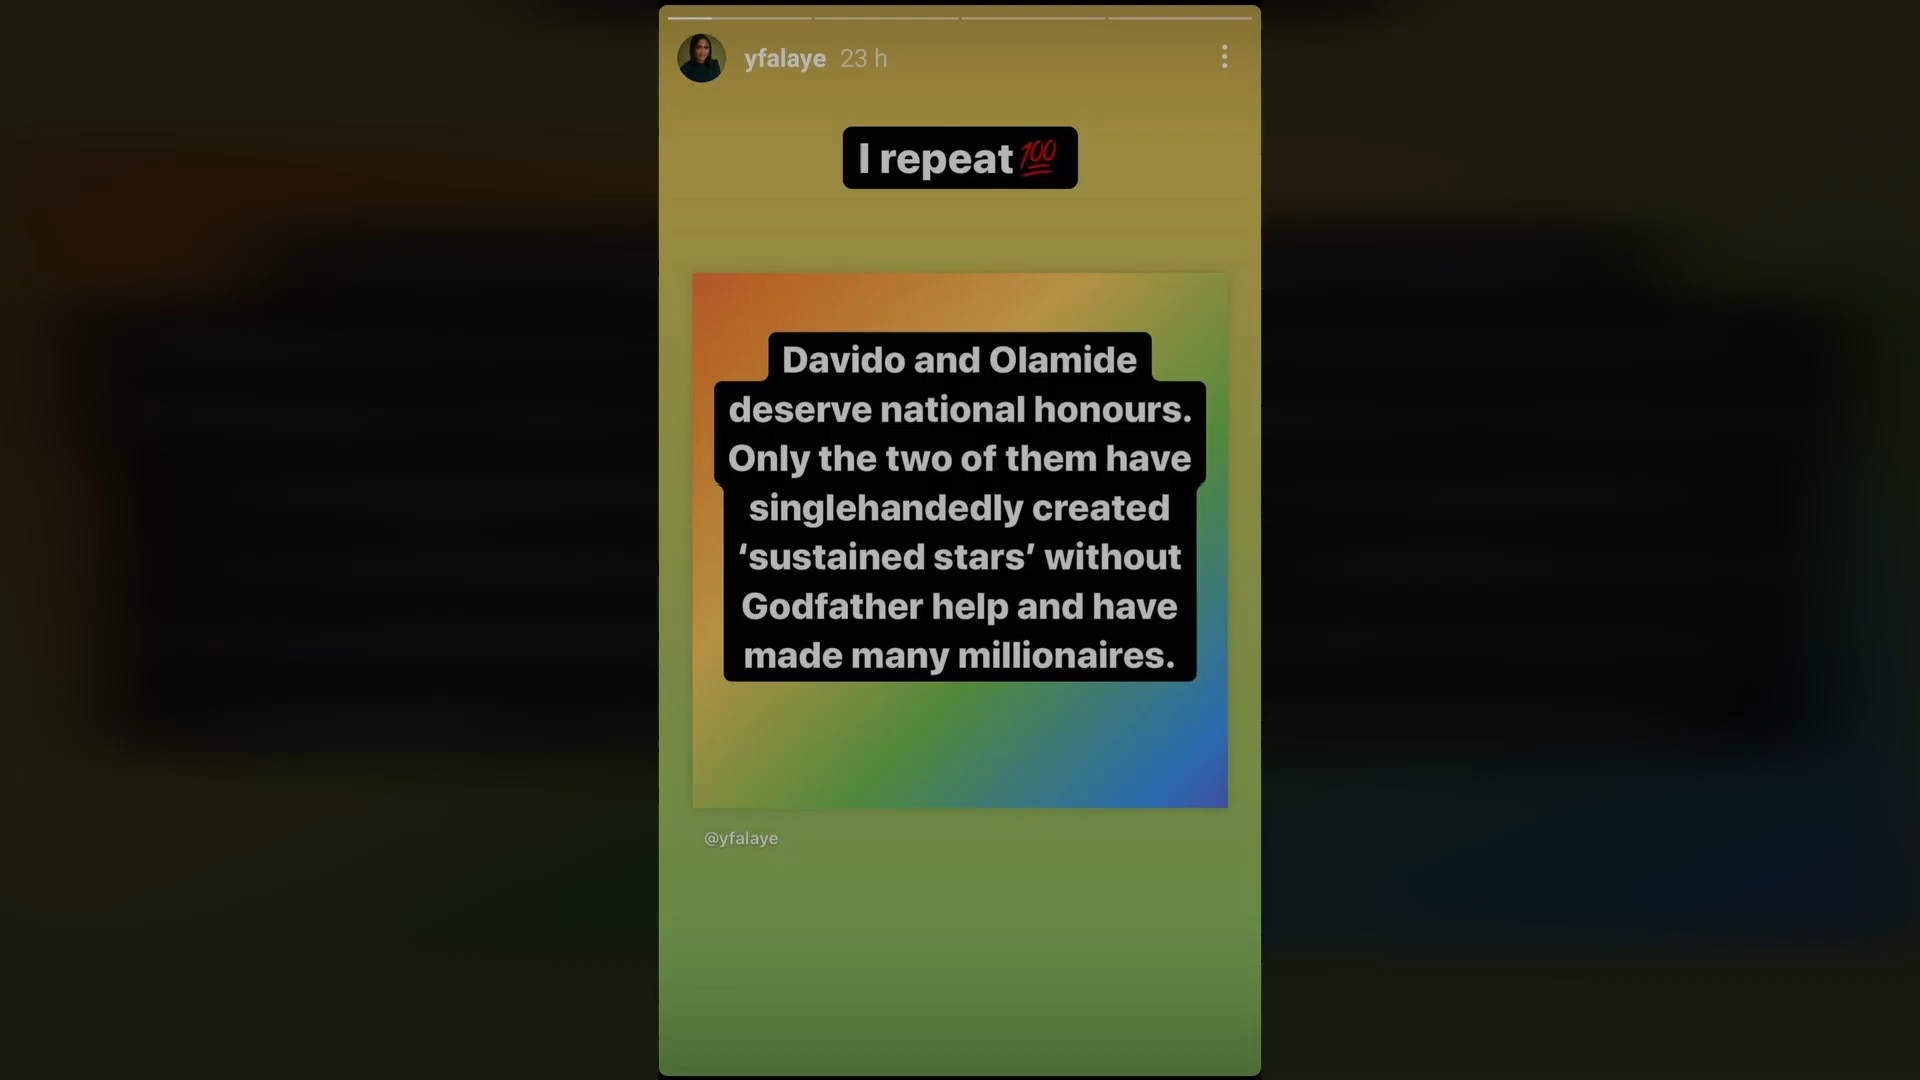 yfalaye 23 h
I repeat💯
Davido and Olamide
deserve national honours.
Only the two of them have
singlehandedly created
‘sustained stars’ without
Godfather help and have
made many millionaires.
@yfalaye